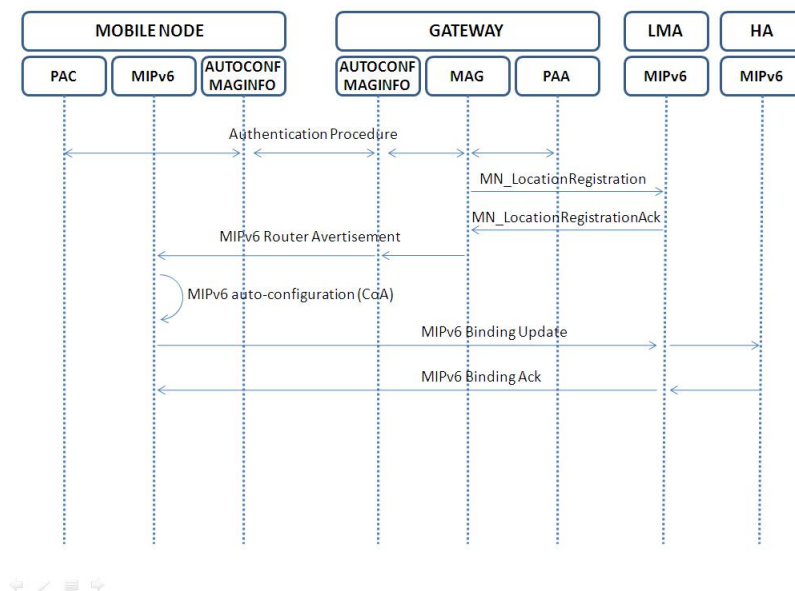 MOBILE NODE
GATEWAY
LMA
HA
PAC
MIPv6
AUTOCONF
MAGINFO
AUTOCONF
MAGINFO
MAG
PAA
MIPv6
MIPv6
Authentication Procedure
MN_LocationRegistration
MN_LocationRegistrationAck
MIPv6 Router Avertisement
MIPv6 auto-configuration (CoA)
MIPv6 Binding Update
MIPv6 Binding Ack